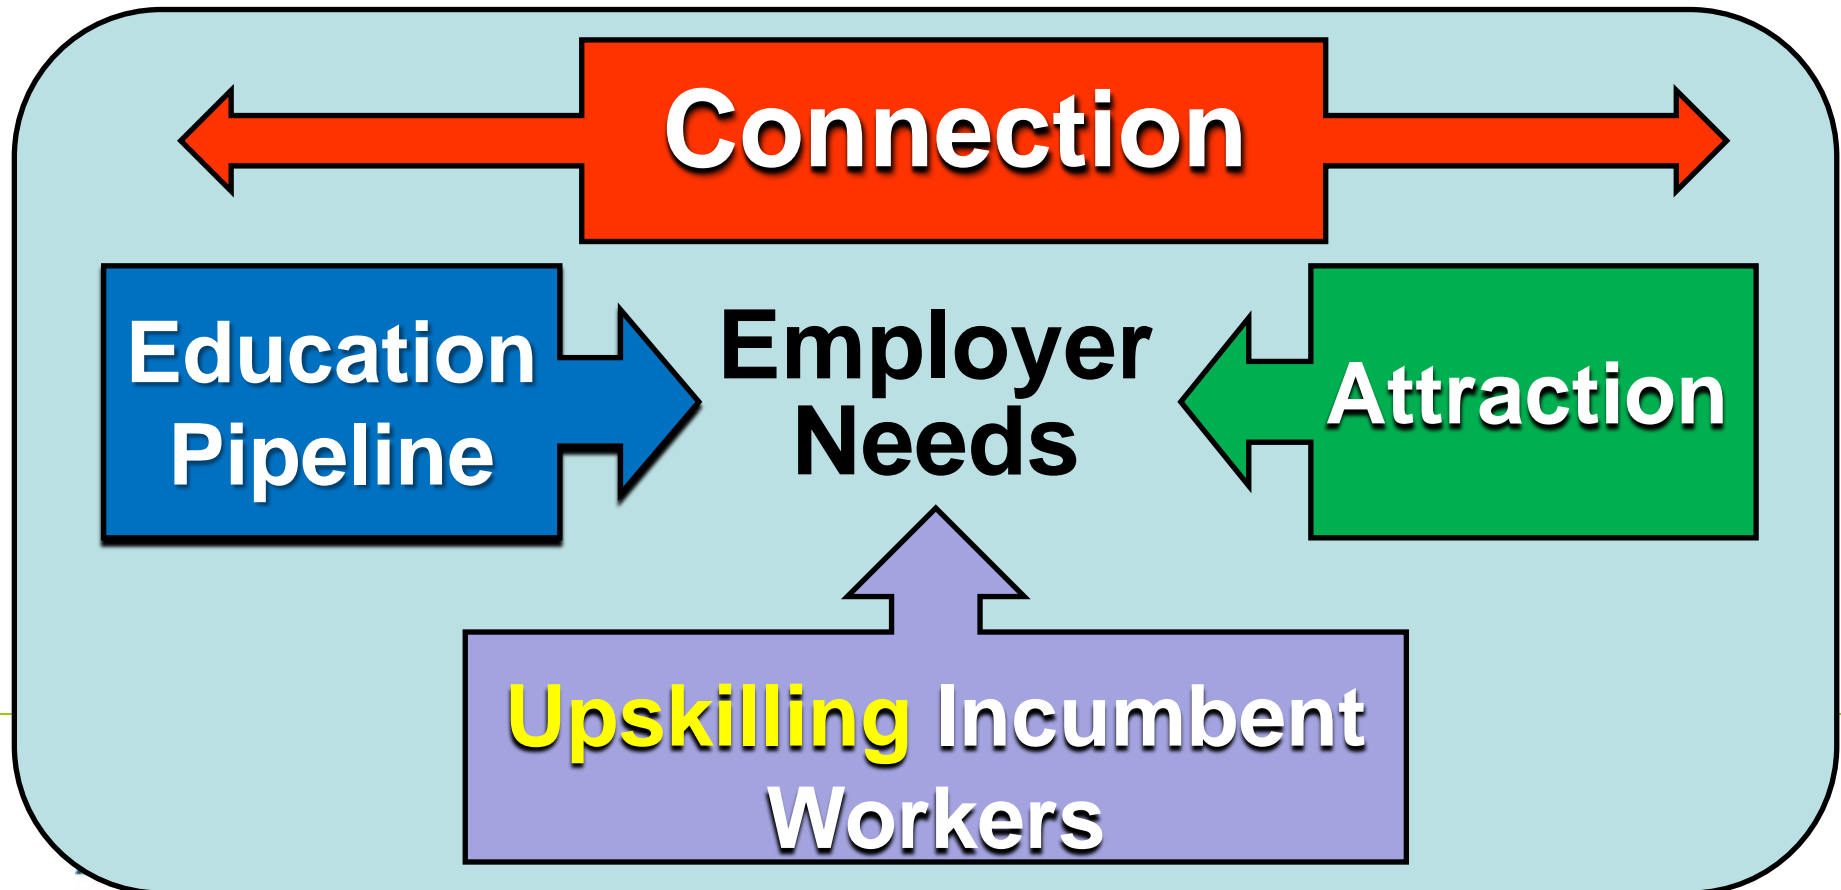 Connection
Education
Pipeline
Employer
Needs
Attraction
Upskilling Incumbent
Workers